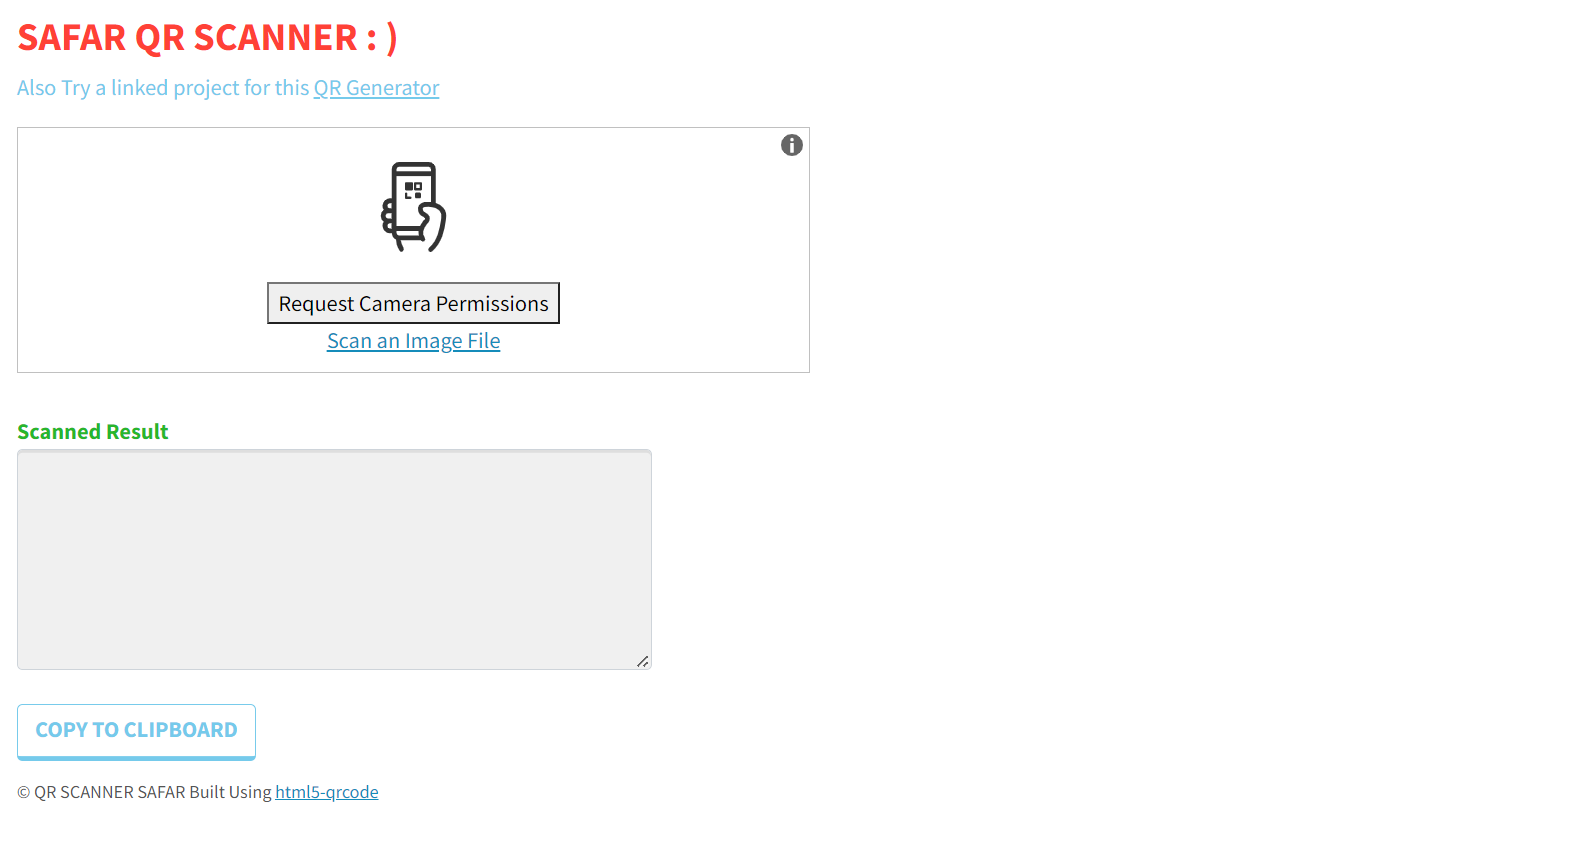 SAFAR QR SCANNER : )
Also Try a linked project for this QR Generator
Request Camera Permissions
Scan an Image File
Scanned Result
COPY TO CLIPBOARD
© QR SCANNER SAFAR Built Using html5-qrcode